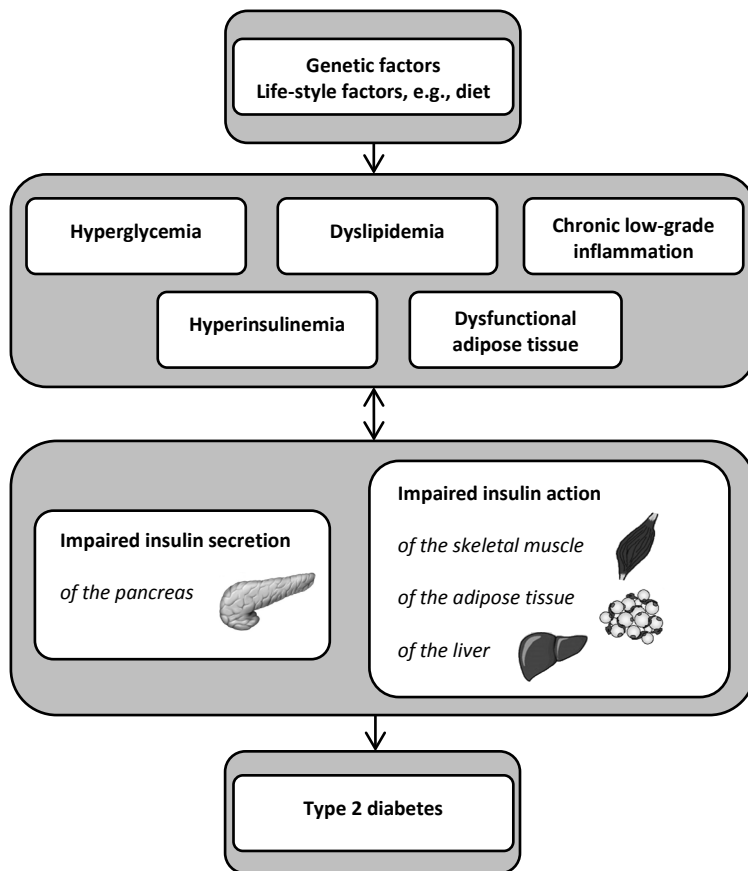 Genetic factors
Life-style factors, e.g., diet
Hyperglycemia
Dyslipidemia
Chronic low-grade
inflammation
Hyperinsulinemia
Dysfunctional
adipose tissue
Impaired insulin secretion
of the pancreas
Impaired insulin action
of the skeletal muscle
of the adipose tissue
of the liver
Type 2 diabetes